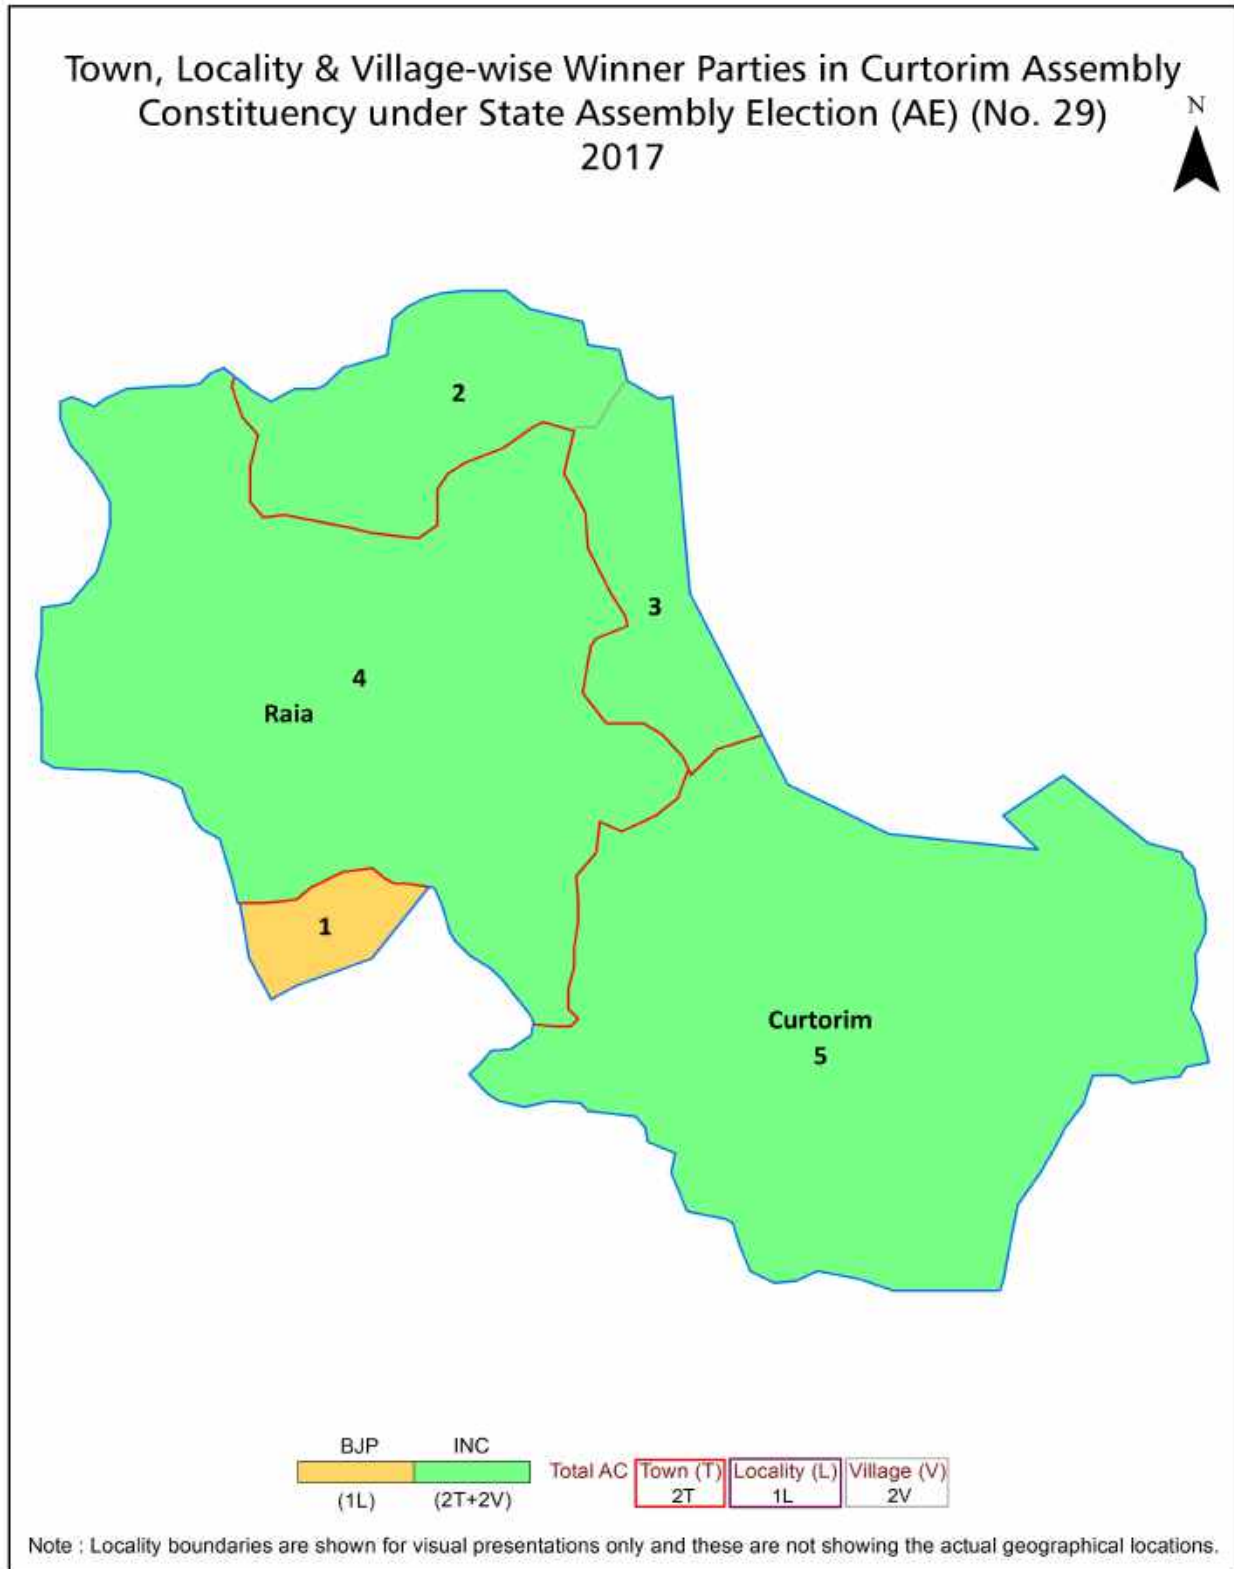 Town, Locality & Village-wise Winner Parties in Curtorim Assembly
Constituency under State Assembly Election (AE) (No. 29)
2017
N
2
3
4
Raia
1
Curtorim
5
BJP INC
(1L) (2T+2V)
Total AC Town (T) Locality (L) Village (V)
2T 1L 2V
Note : Locality boundaries are shown for visual presentations only and these are not showing the actual geographical locations.